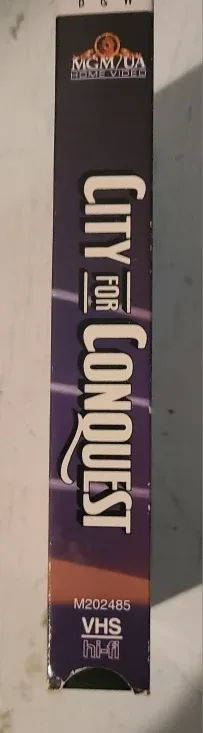 B & W
MGM/UA
HOME VIDEO
CITY FOR CONQUEST
M202485
VHS
hi-fi